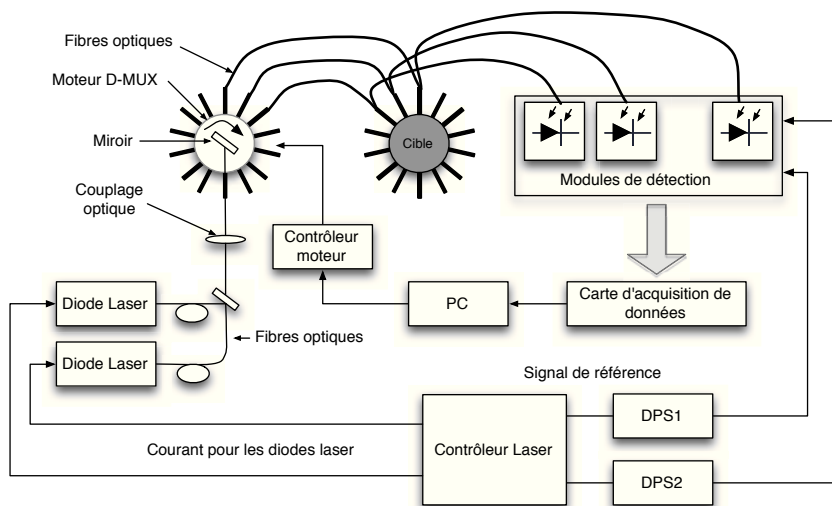 Fibres optiques
Moteur D-MUX
Miroir
Cible
Modules de détection
Couplage
optique
Contrôleur
moteur
Diode Laser
PC
Carte d'acquisition de
données
Fibres optiques
Diode Laser
Signal de référence
Contrôleur Laser
DPS1
Courant pour les diodes laser
DPS2